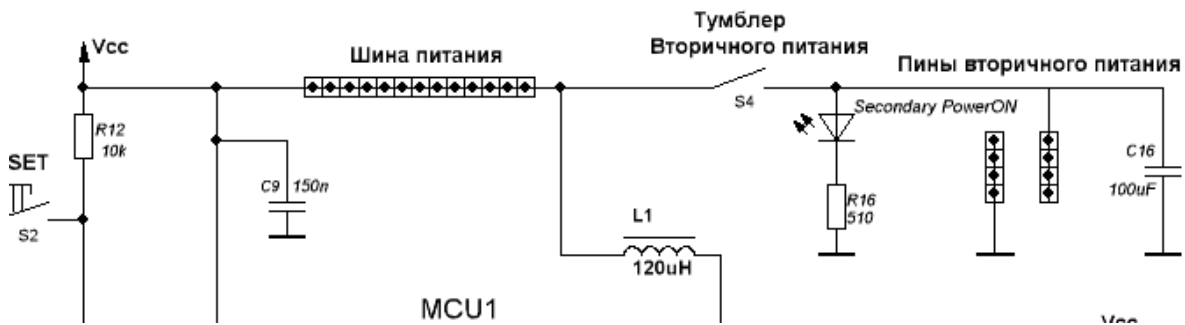 Тумблер
Вторичного питания
Vcc
Шина питания
Пины вторичного питания
S4
Secondary PowerON
R12
10k
SET
C9 150n
C16
100uF
R16
510
S2
L1
120uH
MCU1
Vcc